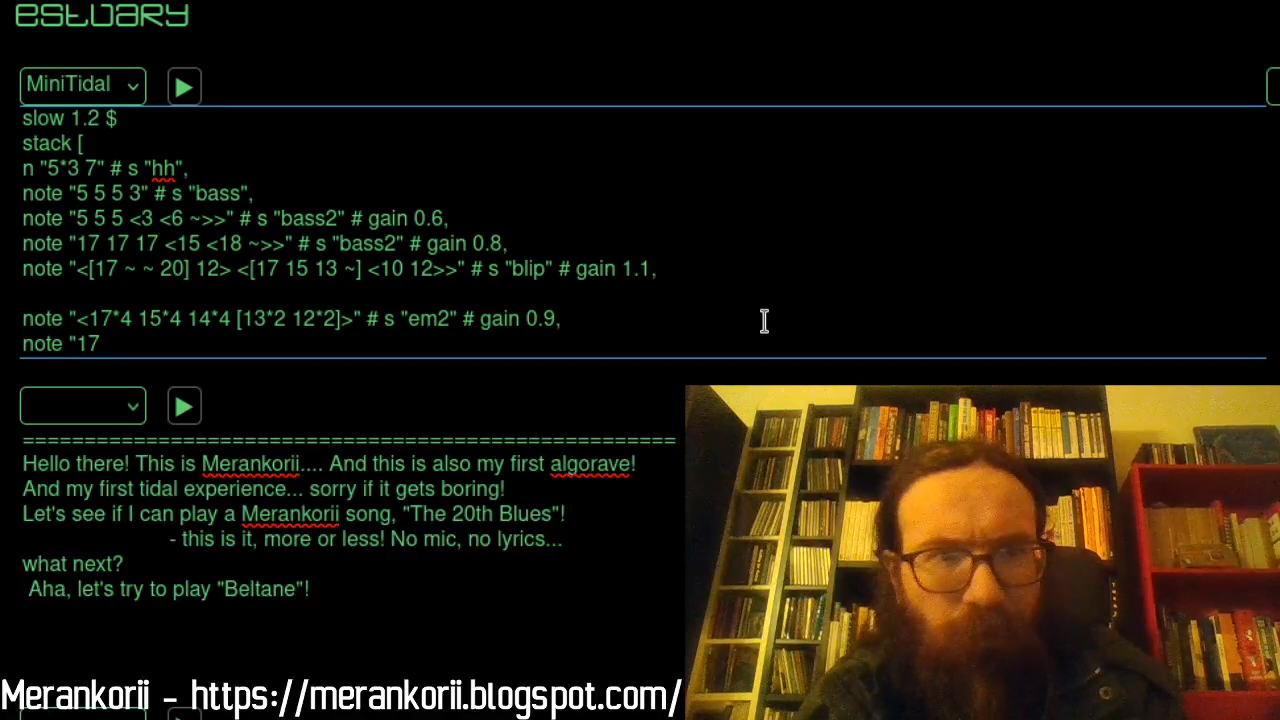 estuary
MiniTidal
slow 1.2 $
stack [
n "5*3 7" # s "hh",
note "5 5 5 3" # s "bass",
note "5 5 5 <3 <6 ~>>" # s "bass2" # gain 0.6,
note "17 17 17 <15 <18 ~>>" # s "bass2" # gain 0.8,
note "<[17 ~ ~ 20] 12> <[17 15 13 ~] <10 12>>" # s "blip" # gain 1.1,
note "<17*4 15*4 14*4 [13*2 12*2]>" # s "em2" # gain 0.9,
note "17
=====================================================
Hello there! This is Merankorii.... And this is also my first algorave!
And my first tidal experience... sorry if it gets boring!
Let's see if I can play a Merankorii song, "The 20th Blues"!
- this is it, more or less! No mic, no lyrics...
what next?
Aha, let's try to play "Beltane"!
Merankorii - https://merankorii.blogspot.com/